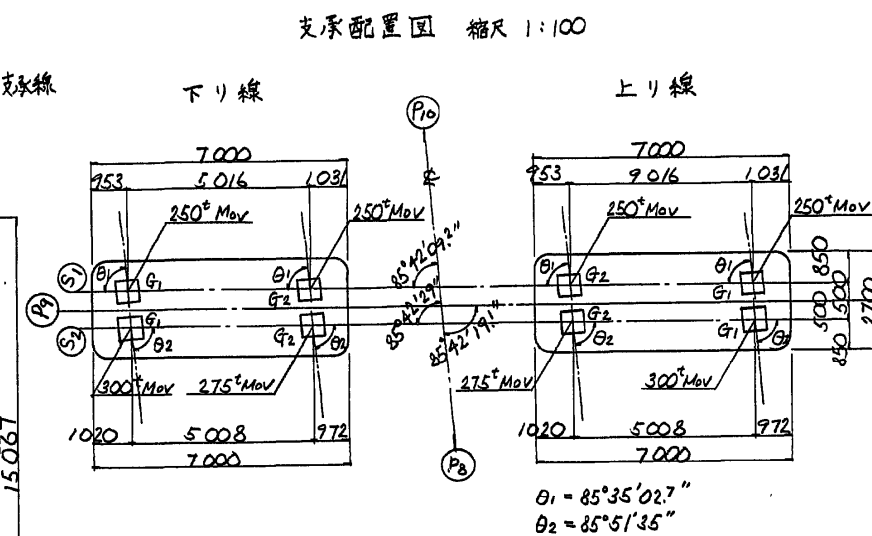 支承配置図 縮尺 1:100
支承線
下り線
上り線
P10
℄
7000
953 5016 1031
250t Mov 250t Mov
7000
953 9016 1031
250t Mov 250t Mov
S1
P9
S2
θ1 G1 θ1 G2
G1 θ2 G2 θ2
85°42'09.2"
85°42'29"
85°42'19.1"
θ1 G2 θ1 G1
G2 θ2 G1 θ2
850
500 500
850
2700
300t Mov 275t Mov
275t Mov 300t Mov
1020 5008 972
7000
1020 5008 972
7000
P8
15067
θ1 = 85°35'02.7"
θ2 = 85°51'35"